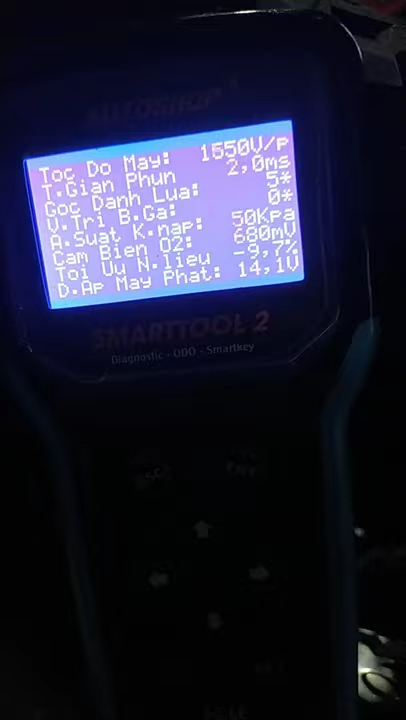 AUTOSHOP
Toc Do May: 1650V/p
T.Gian Phun 2,0ms
Goc Danh Lua: 5*
V.Tri B.Ga: 0*
A.Suat K.nap: 50Kpa
Cam Bien O2: 680mV
Toi Uu N.lieu -9,7%
D.Ap May Phat: 14,1V
SMARTTOOL 2
Diagnostic - ODO - Smartkey
ESC
ENT